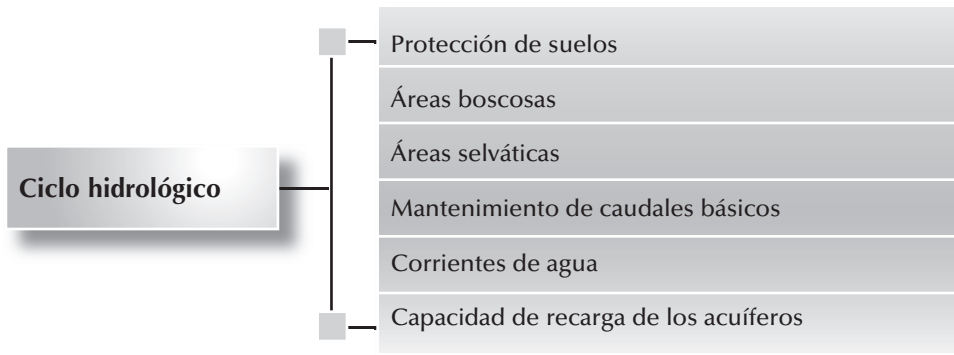 Ciclo hidrológico
Protección de suelos
Áreas boscosas
Áreas selváticas
Mantenimiento de caudales básicos
Corrientes de agua
Capacidad de recarga de los acuíferos